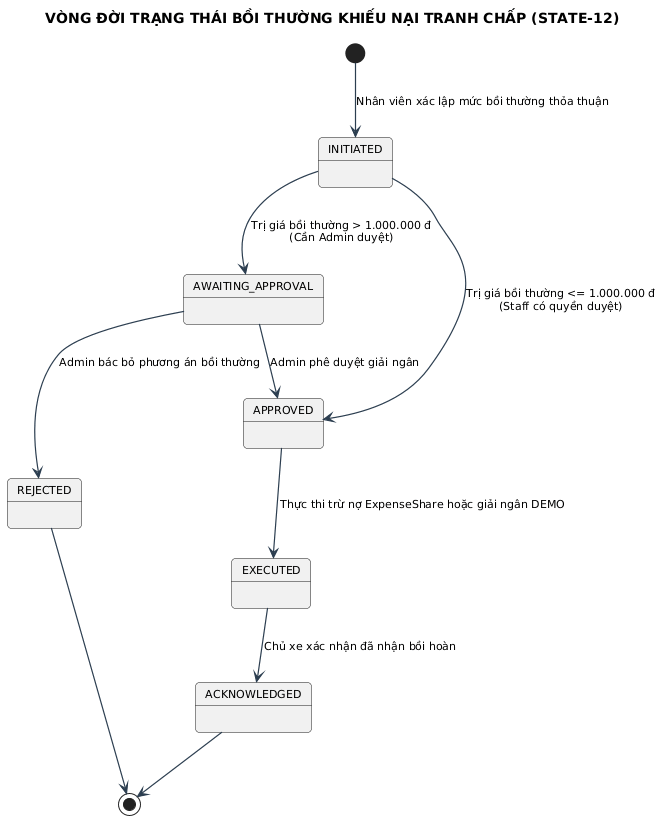 VÒNG ĐỜI TRẠNG THÁI BỒI THƯỜNG KHIẾU NẠI TRANH CHẤP (STATE-12)
Nhân viên xác lập mức bồi thường thỏa thuận
INITIATED
Trị giá bồi thường > 1.000.000 đ
(Cần Admin duyệt)
AWAITING_APPROVAL
Trị giá bồi thường <= 1.000.000 đ
(Staff có quyền duyệt)
Admin bác bỏ phương án bồi thường
Admin phê duyệt giải ngân
APPROVED
REJECTED
Thực thi trừ nợ ExpenseShare hoặc giải ngân DEMO
EXECUTED
Chủ xe xác nhận đã nhận bồi hoàn
ACKNOWLEDGED